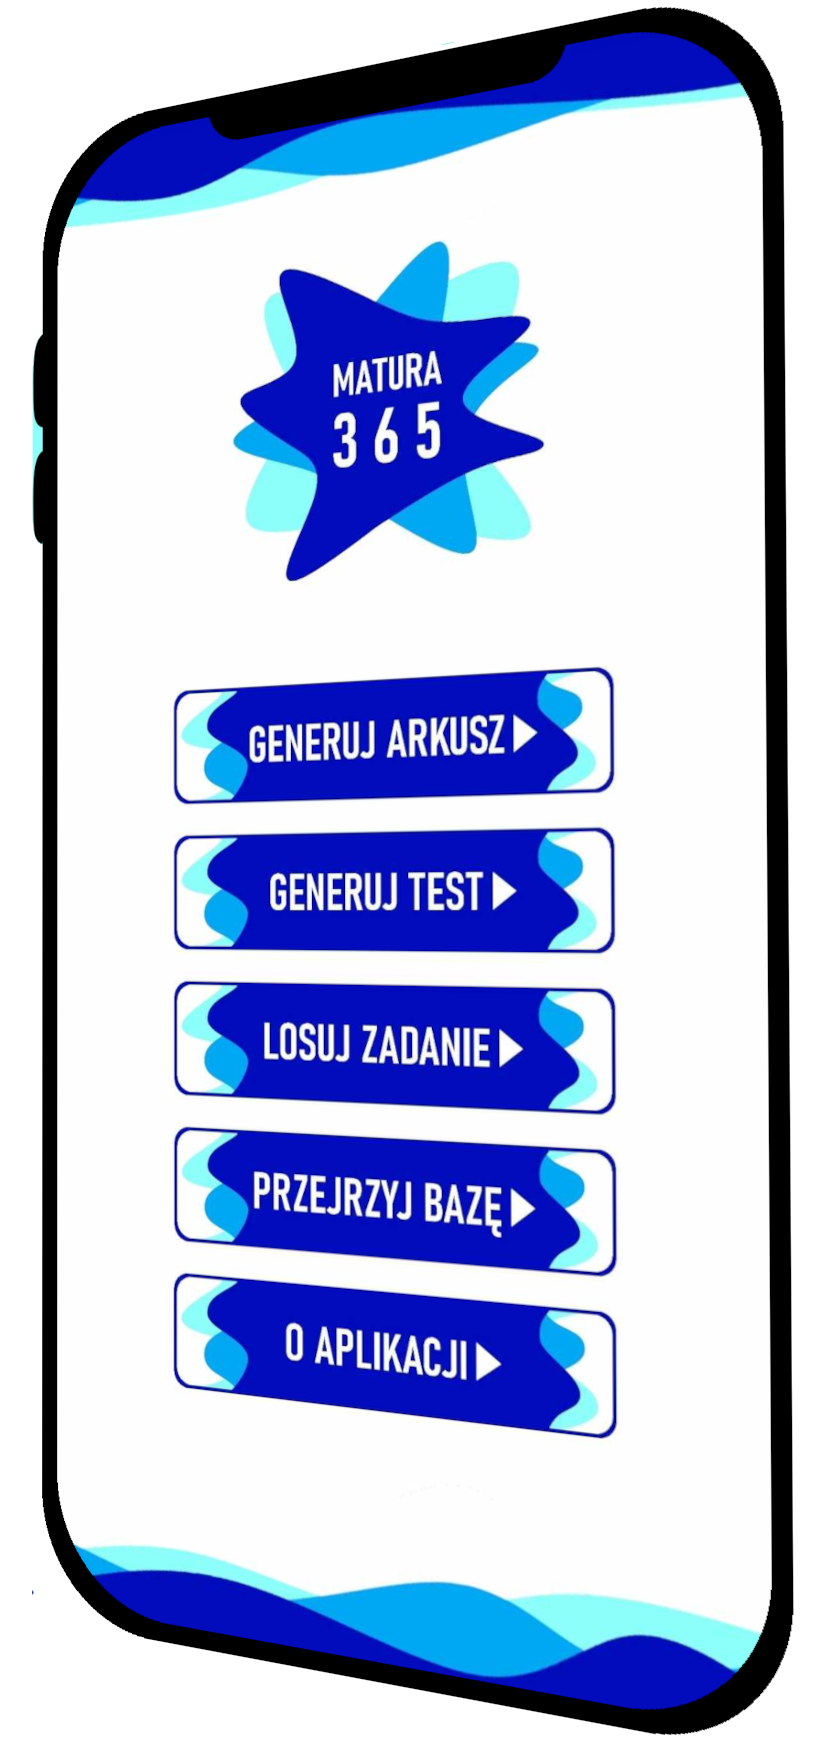 MATURA
365
GENERUJ ARKUSZ
GENERUJ TEST
LOSUJ ZADANIE
PRZEJRZYJ BAZĘ
O APLIKACJI